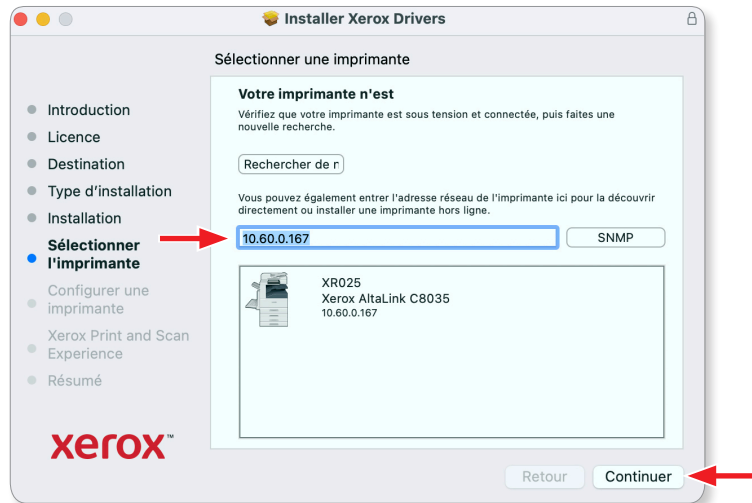 Installer Xerox Drivers
Sélectionner une imprimante
Introduction
Licence
Destination
Type d'installation
Installation
Sélectionner
l'imprimante
Configurer une
imprimante
Xerox Print and Scan
Experience
Résumé
xerox™
Votre imprimante n'est
Vérifiez que votre imprimante est sous tension et connectée, puis faites une
nouvelle recherche.
Rechercher de n
Vous pouvez également entrer l'adresse réseau de l'imprimante ici pour la découvrir
directement ou installer une imprimante hors ligne.
10.60.0.167
SNMP
XR025
Xerox AltaLink C8035
10.60.0.167
Retour
Continuer